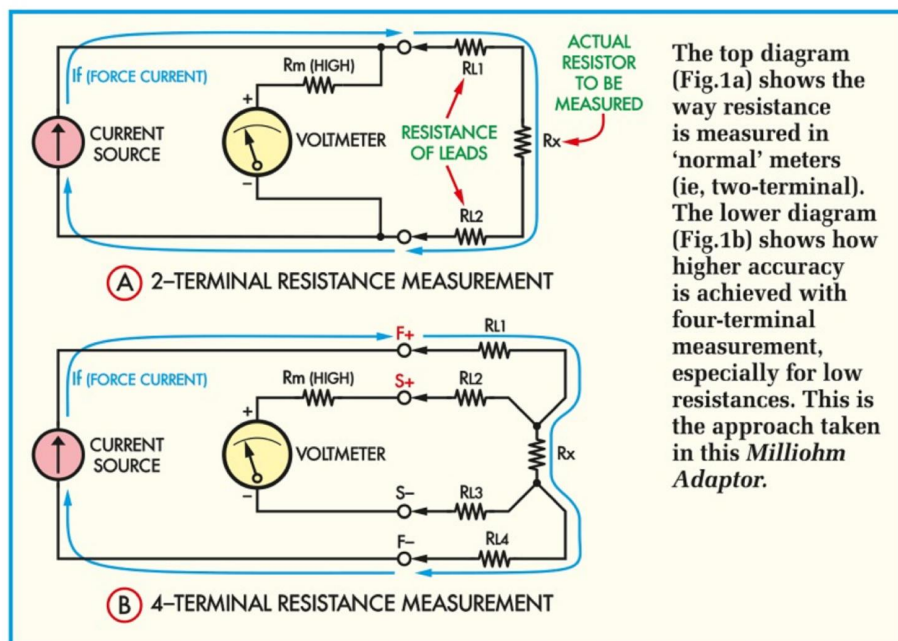 If (FORCE CURRENT)
Rm (HIGH)
RL1
ACTUAL
RESISTOR
TO BE
MEASURED
+
CURRENT
SOURCE
VOLTMETER
RESISTANCE
OF LEADS
Rx
–
RL2
A 2–TERMINAL RESISTANCE MEASUREMENT
F+
RL1
If (FORCE CURRENT)
Rm (HIGH)
S+
RL2
+
CURRENT
SOURCE
VOLTMETER
Rx
–
S–
RL3
F–
RL4
B 4–TERMINAL RESISTANCE MEASUREMENT
The top diagram
(Fig.1a) shows the
way resistance
is measured in
‘normal’ meters
(ie, two-terminal).
The lower diagram
(Fig.1b) shows how
higher accuracy
is achieved with
four-terminal
measurement,
especially for low
resistances. This is
the approach taken
in this Milliohm
Adaptor.